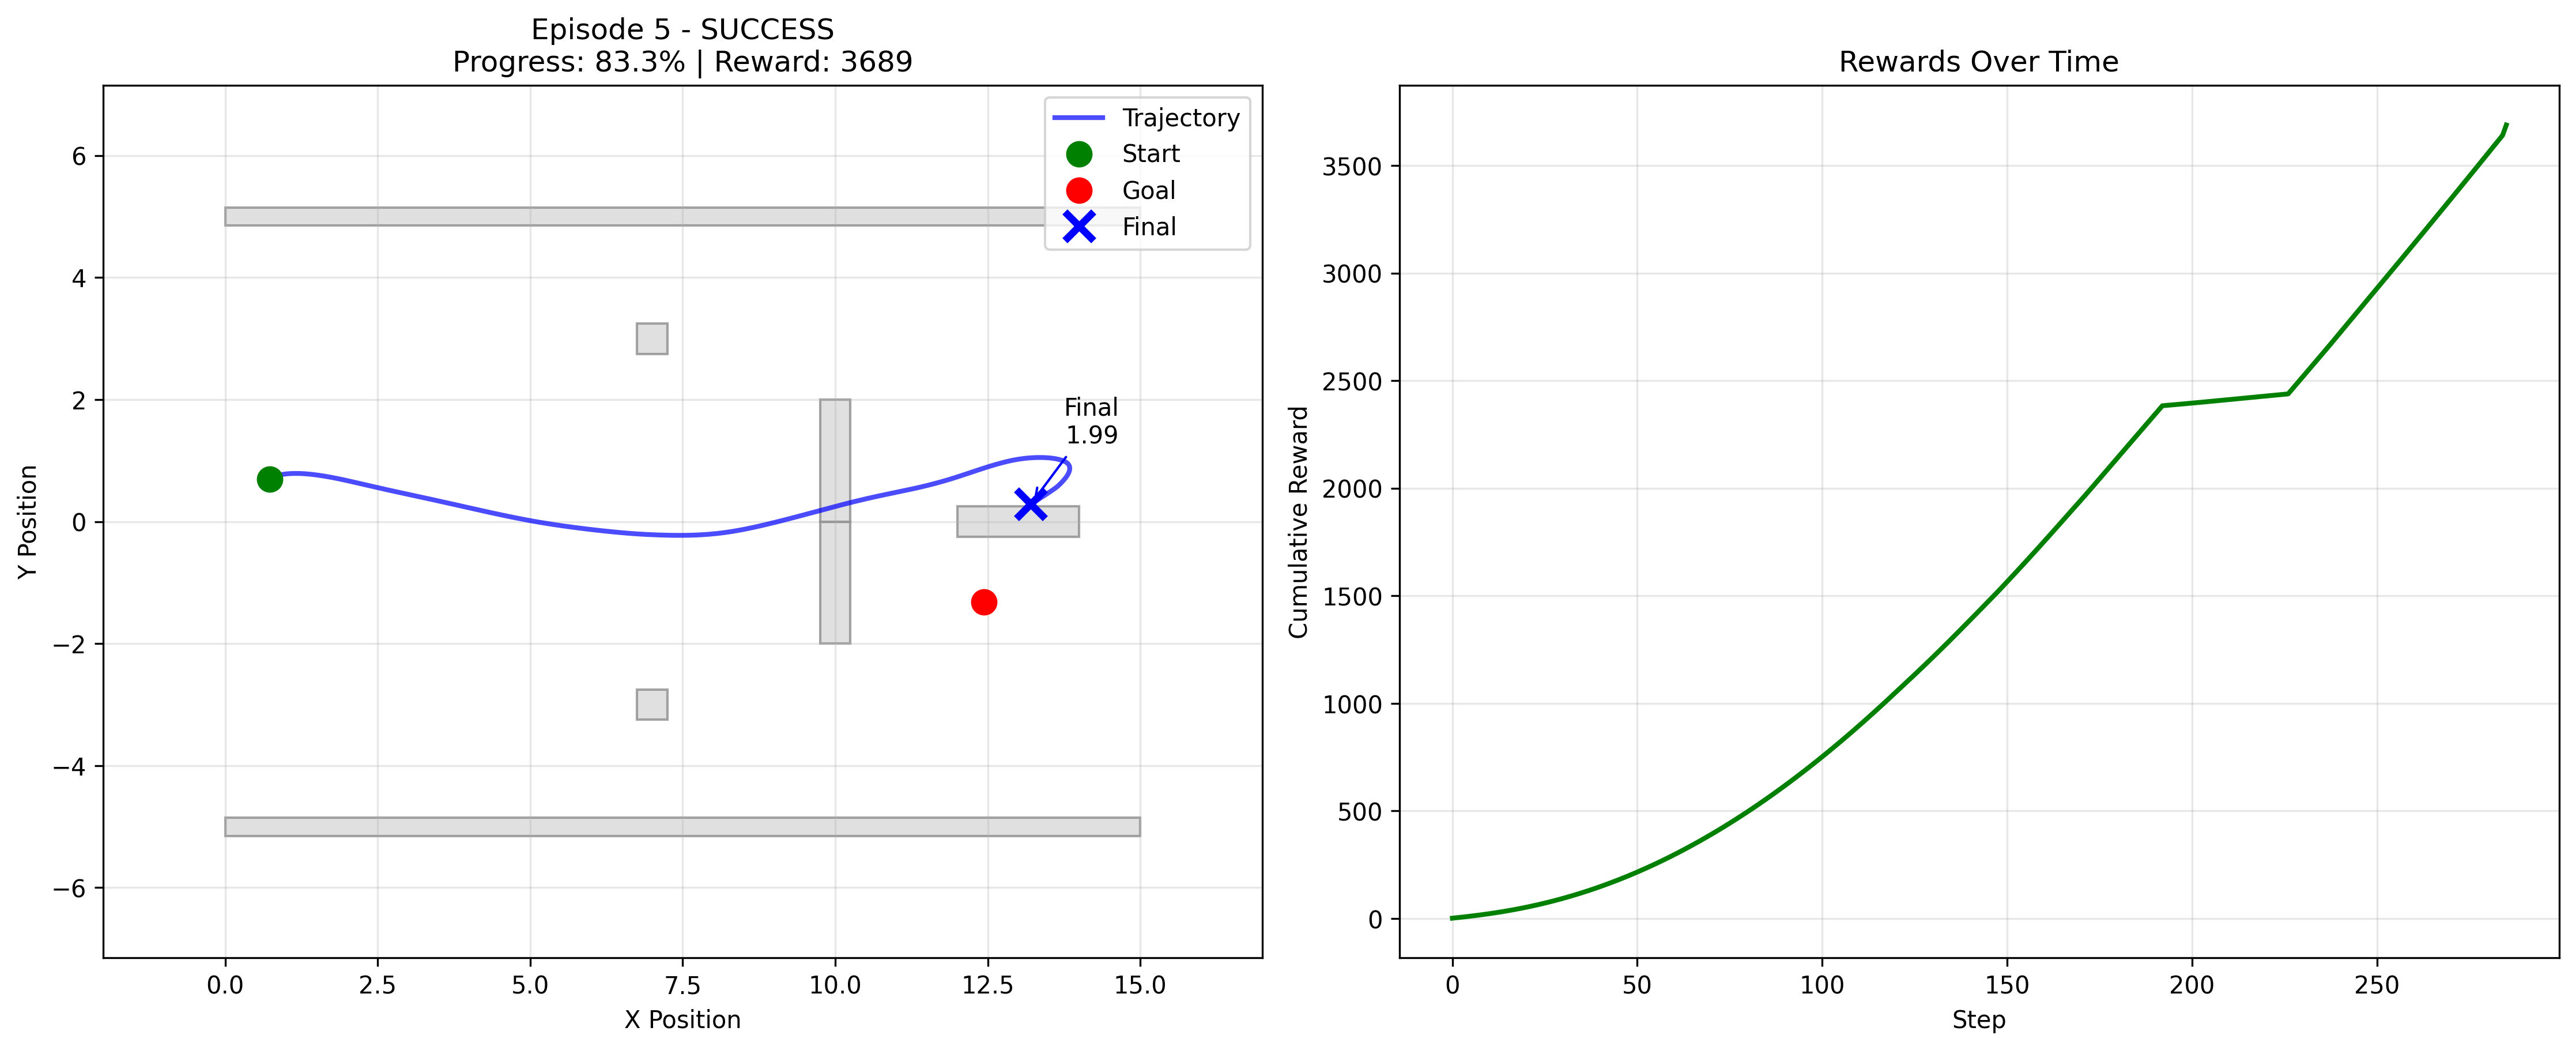 Episode 5 - SUCCESS
Progress: 83.3% | Reward: 3689
Trajectory
Start
Goal
Final
Final
1.99
6
4
2
0
−2
−4
−6
0.0
2.5
5.0
7.5
10.0
12.5
15.0
X Position
Y Position
Rewards Over Time
3500
3000
2500
2000
1500
1000
500
0
0
50
100
150
200
250
Step
Cumulative Reward